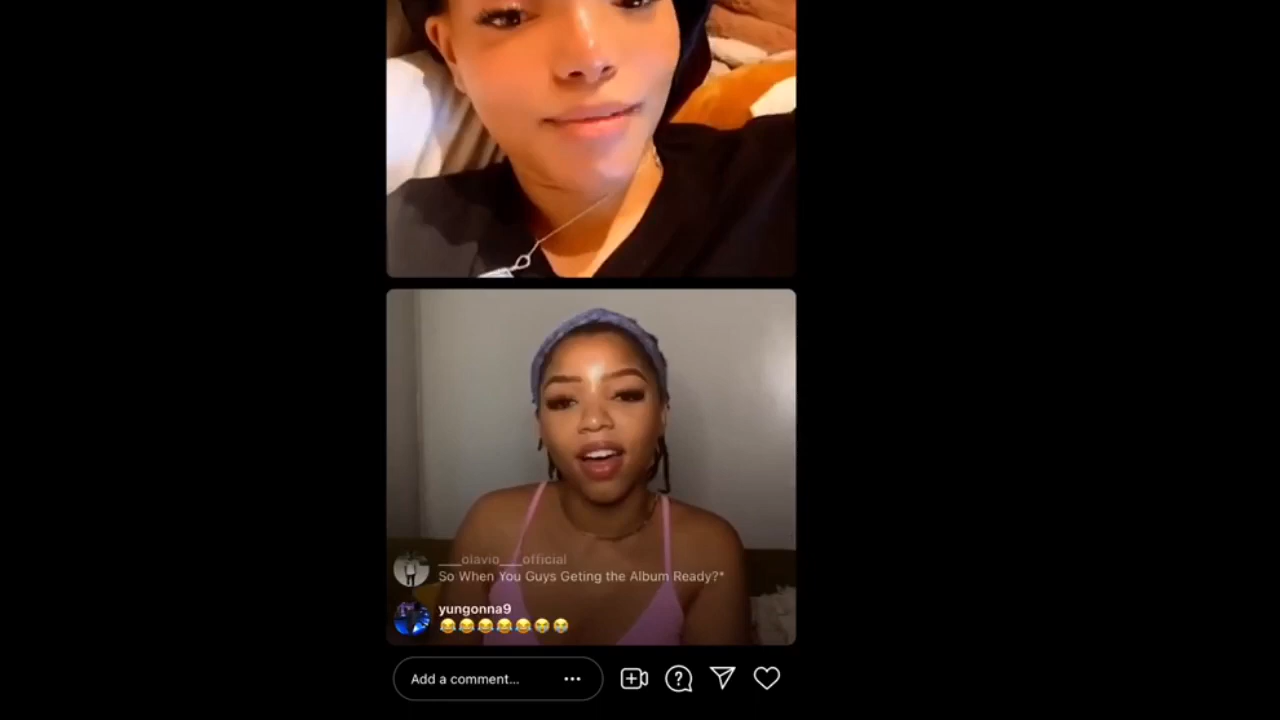 ___olavio___official
So When You Guys Geting the Album Ready?*
yungonna9
😂😂😂😂😂😭😭
Add a comment...